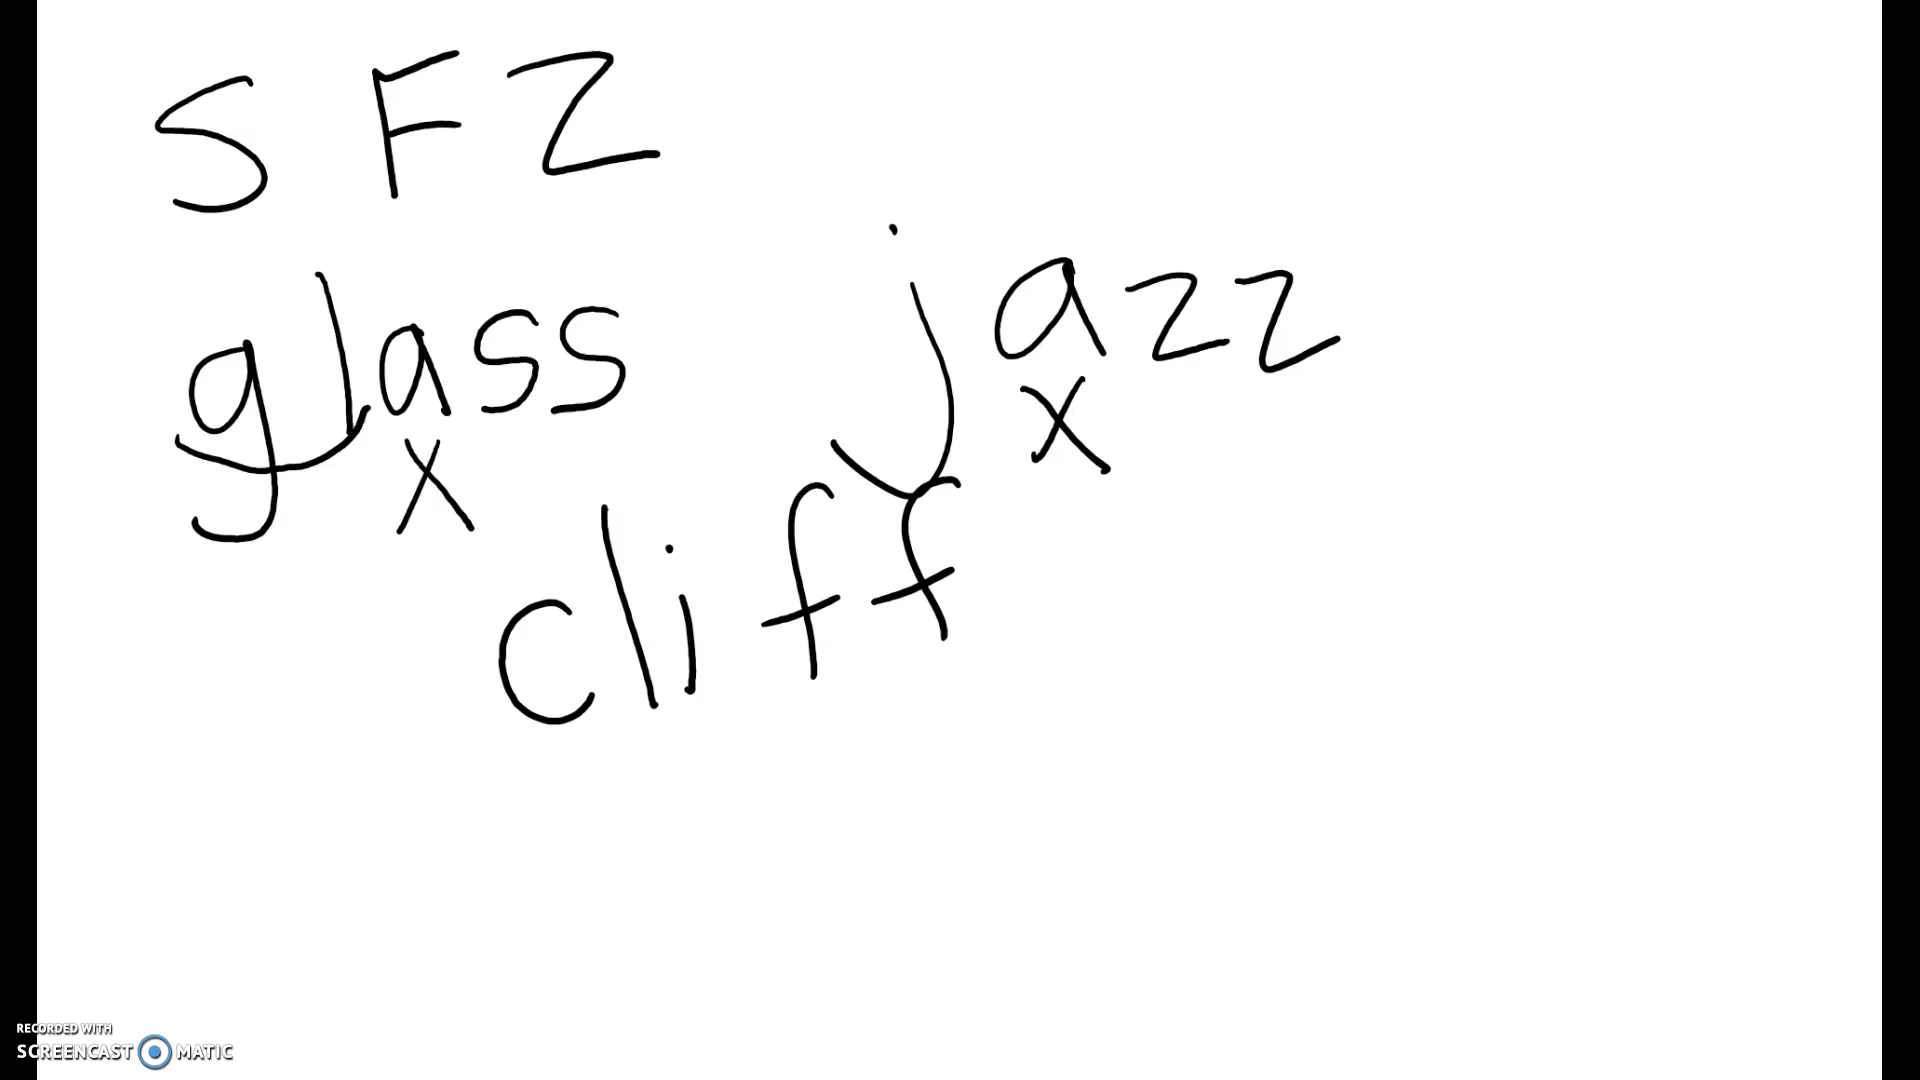 S F Z
glass jazz
x x
cliff
RECORDED WITH
SCREENCAST MATIC